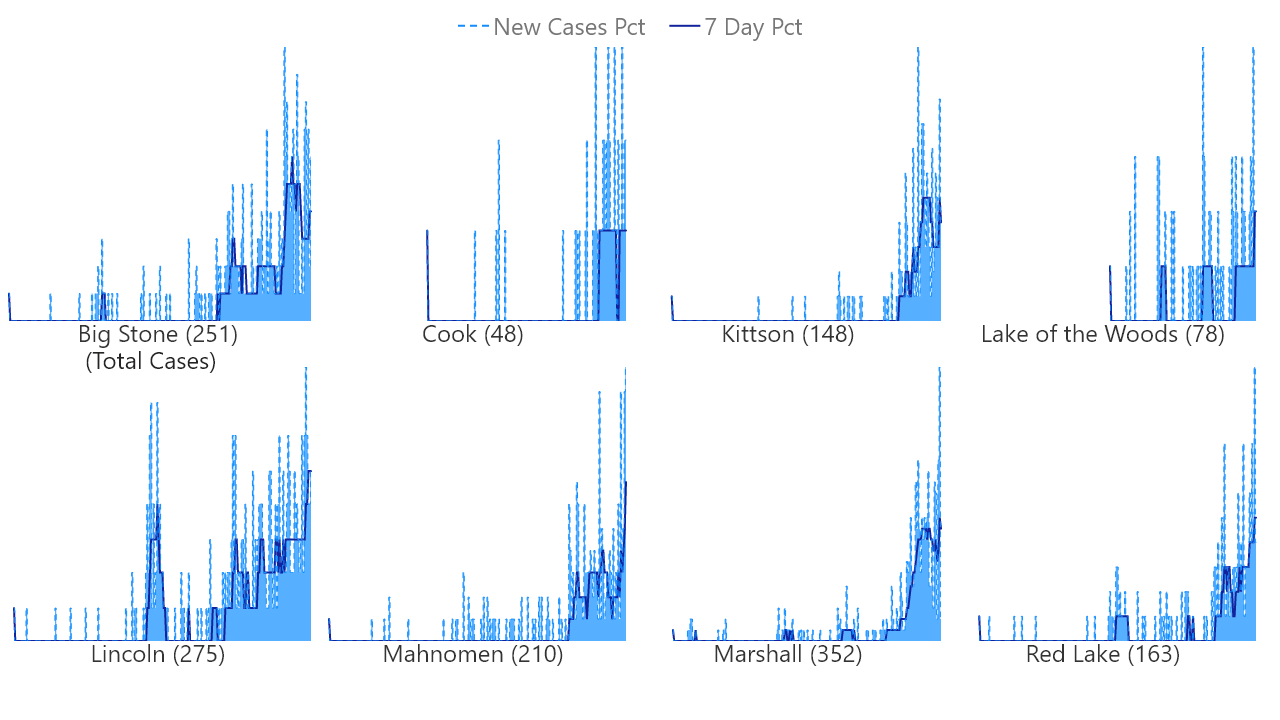 New Cases Pct 7 Day Pct
Big Stone (251) Cook (48) Kittson (148) Lake of the Woods (78)
(Total Cases)
Lincoln (275) Mahnomen (210) Marshall (352) Red Lake (163)